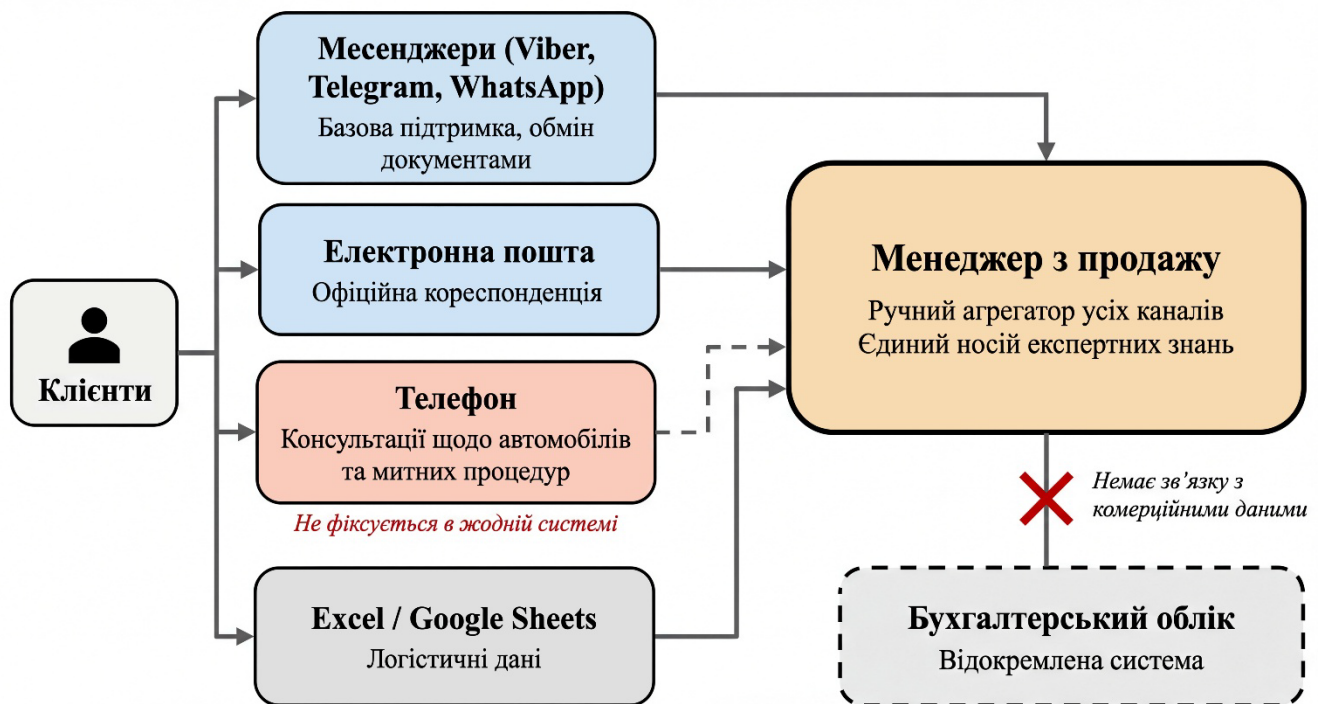 Месенджери (Viber,
Telegram, WhatsApp)
Базова підтримка, обмін
документами
Електронна пошта
Офіційна кореспонденція
Клієнти
Телефон
Консультації щодо автомобілів
та митних процедур
Не фіксується в жодній системі
Excel / Google Sheets
Логістичні дані
Менеджер з продажу
Ручний агрегатор усіх каналів
Єдиний носій експертних знань
Немає зв’язку з
комерційними даними
Бухгалтерський облік
Відокремлена система